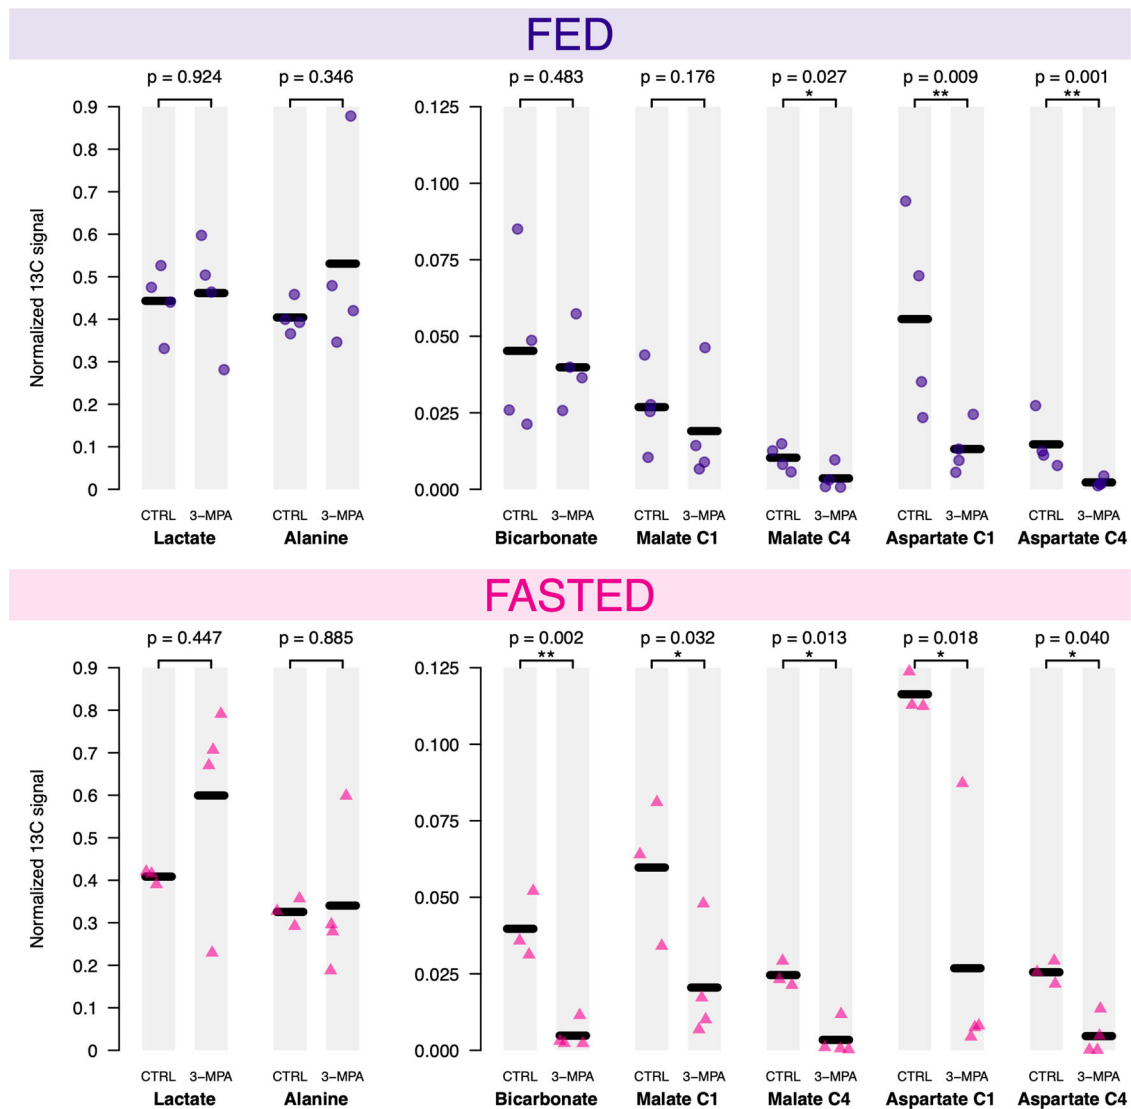 FED
p = 0.924 p = 0.346 p = 0.483 p = 0.176 p = 0.027 p = 0.009 p = 0.001
* ** **
Normalized 13C signal
0.9
0.8
0.7
0.6
0.5
0.4
0.3
0.2
0.1
0
0.125
0.100
0.075
0.050
0.025
0.000
CTRL 3−MPA CTRL 3−MPA CTRL 3−MPA CTRL 3−MPA CTRL 3−MPA CTRL 3−MPA CTRL 3−MPA
Lactate Alanine Bicarbonate Malate C1 Malate C4 Aspartate C1 Aspartate C4
FASTED
p = 0.447 p = 0.885 p = 0.002 p = 0.032 p = 0.013 p = 0.018 p = 0.040
** * * * *
Normalized 13C signal
0.9
0.8
0.7
0.6
0.5
0.4
0.3
0.2
0.1
0
0.125
0.100
0.075
0.050
0.025
0.000
CTRL 3−MPA CTRL 3−MPA CTRL 3−MPA CTRL 3−MPA CTRL 3−MPA CTRL 3−MPA CTRL 3−MPA
Lactate Alanine Bicarbonate Malate C1 Malate C4 Aspartate C1 Aspartate C4